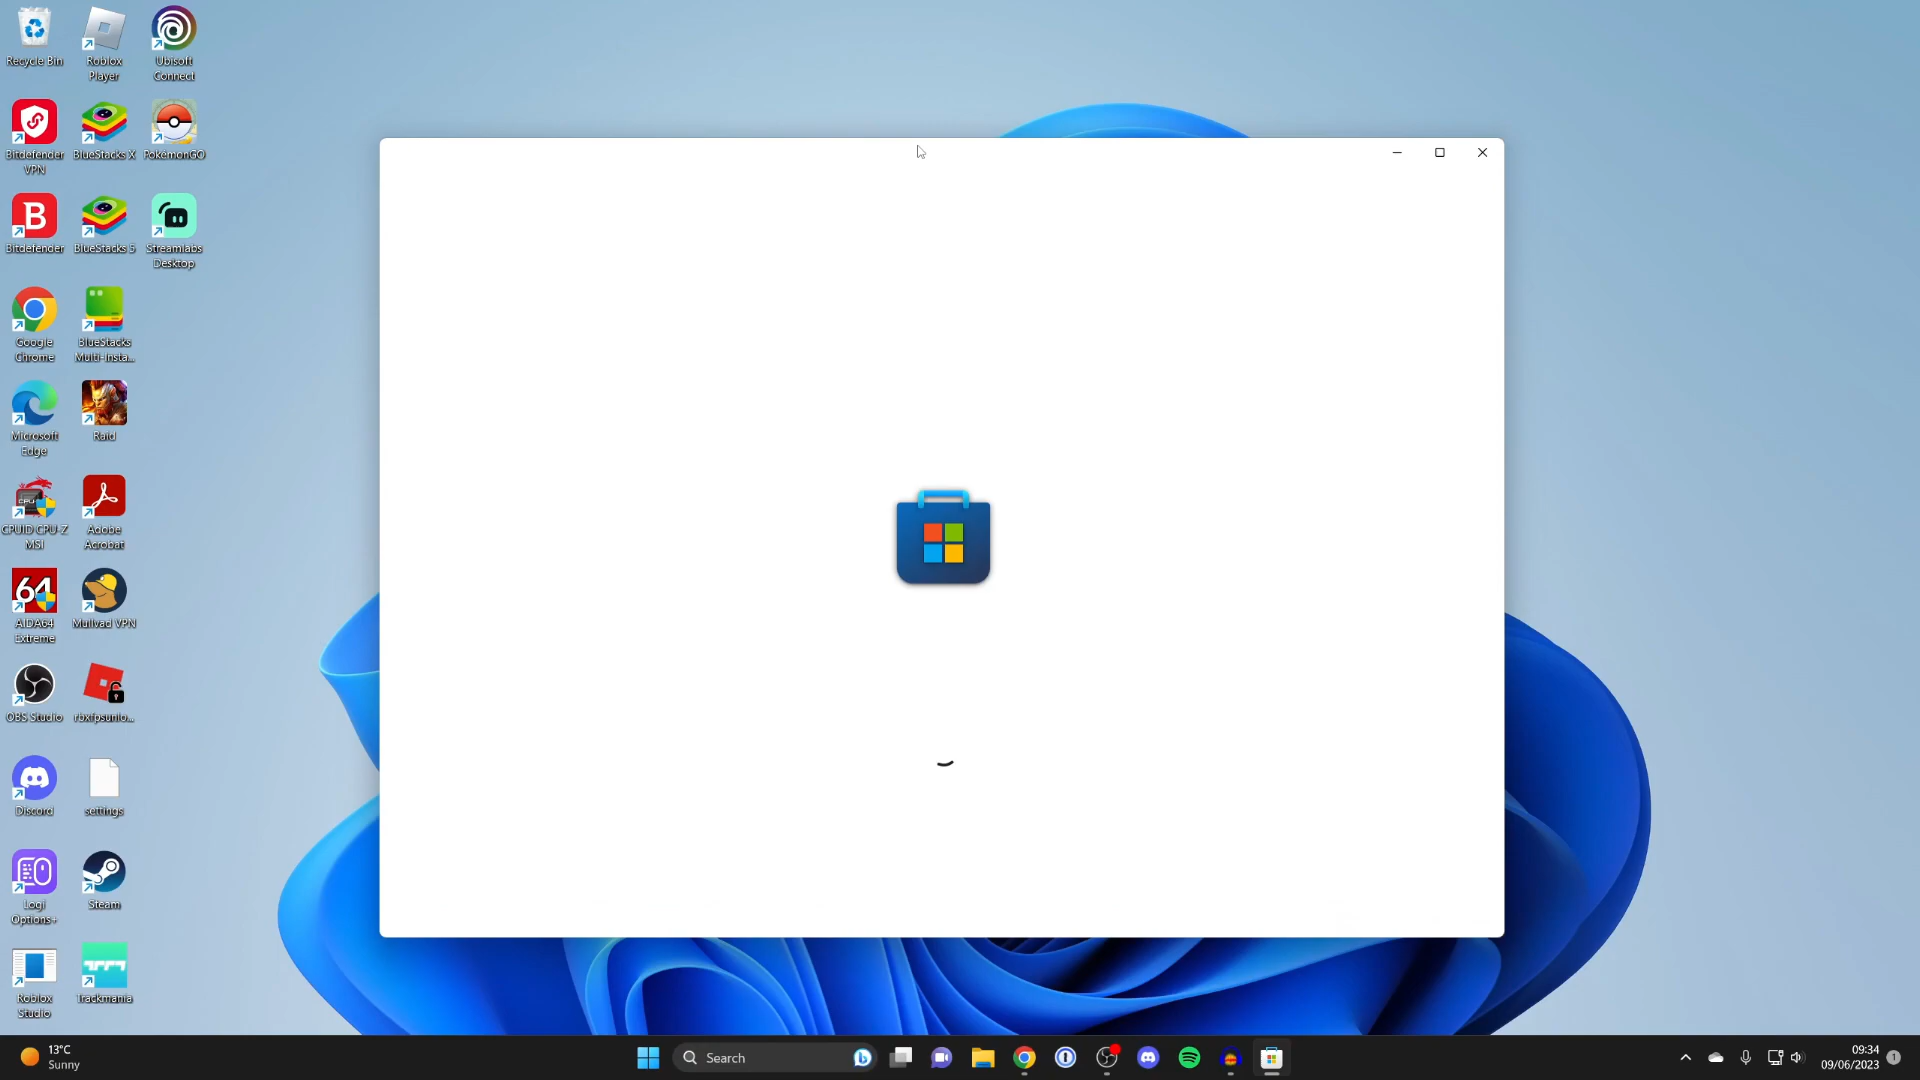 Recycle Bin
Roblox
Player
Ubisoft
Connect
Bitdefender
VPN
BlueStacks X
PokemonGO
Bitdefender
BlueStacks 5
Streamlabs
Desktop
Google
Chrome
BlueStacks
Multi-Insta...
Microsoft
Edge
Raid
CPUID CPU-Z
MSI
Adobe
Acrobat
64
AIDA64
Extreme
Mullvad VPN
OBS Studio
rbxfpsunlo...
Discord
settings
Logi
Options+
Steam
Roblox
Studio
Trackmania
13°C
Sunny
Search
09:34
09/06/2023
1